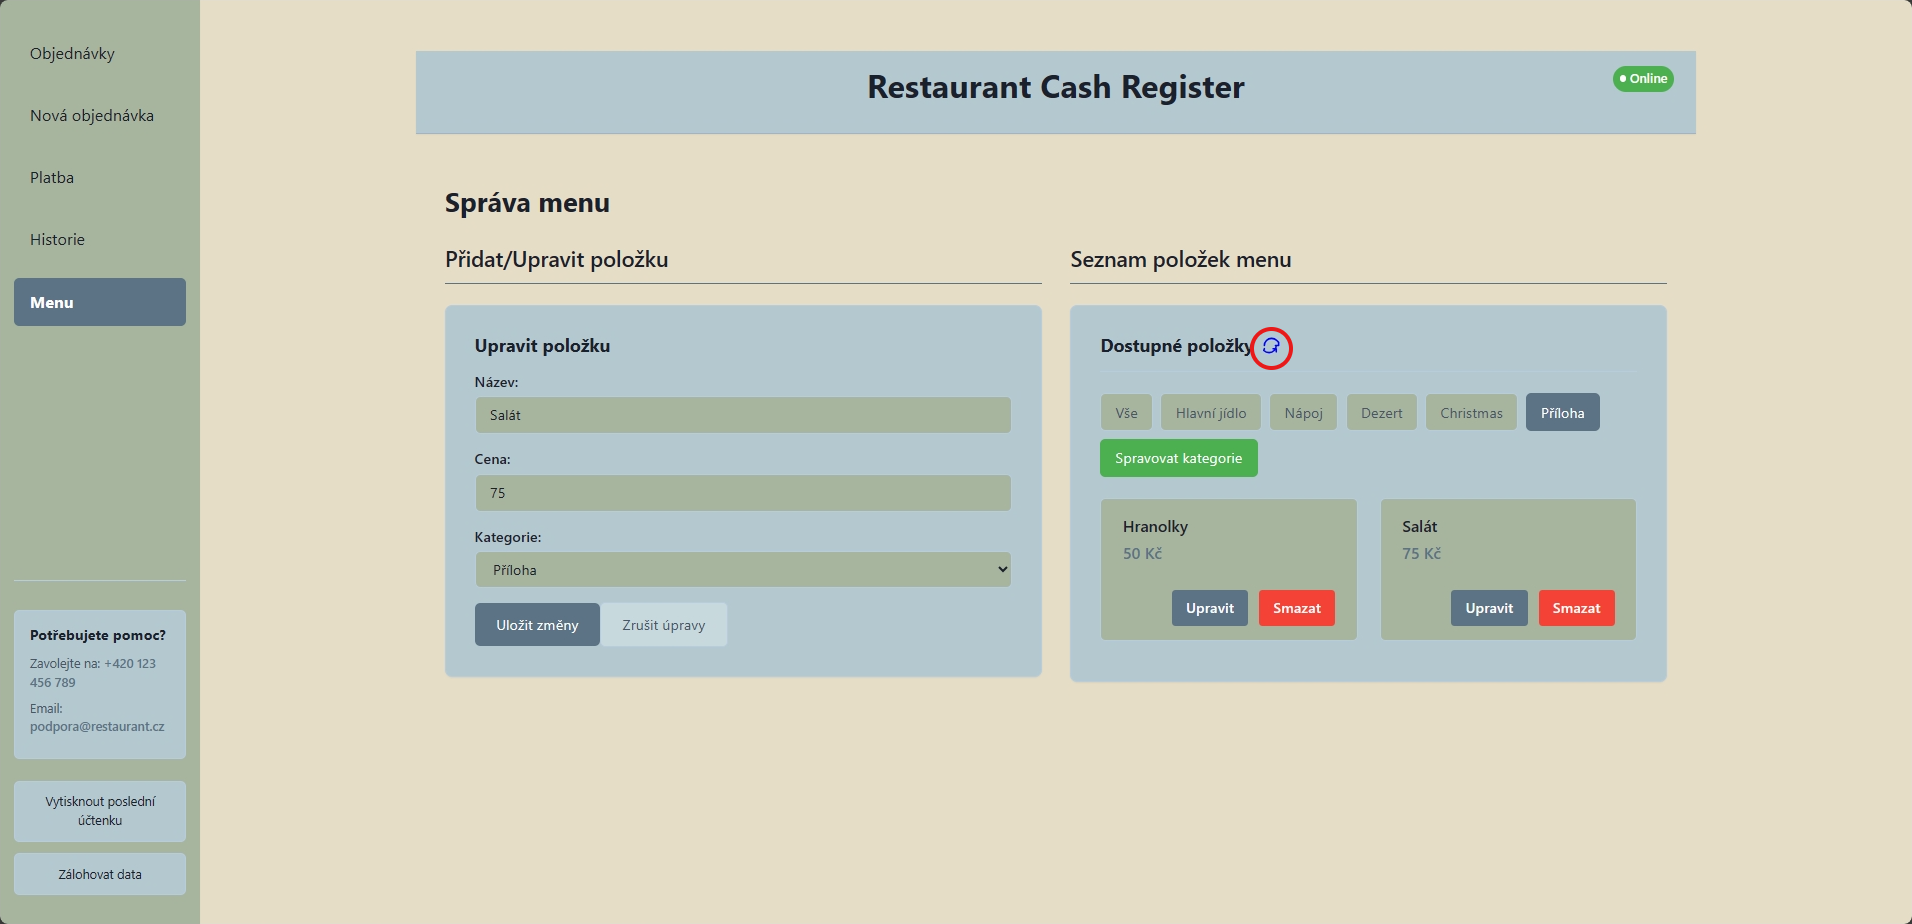 Objednávky
Nová objednávka
Platba
Historie
Menu
Potřebujete pomoc?
Zavolejte na: +420 123
456 789
Email:
podpora@restaurant.cz
Vytisknout poslední
účtenku
Zálohovat data
Restaurant Cash Register
Online
Správa menu
Přidat/Upravit položku
Upravit položku
Název:
Salát
Cena:
75
Kategorie:
Příloha
Uložit změny
Zrušit úpravy
Seznam položek menu
Dostupné položky
Vše
Hlavní jídlo
Nápoj
Dezert
Christmas
Příloha
Spravovat kategorie
Hranolky
50 Kč
Upravit
Smazat
Salát
75 Kč
Upravit
Smazat